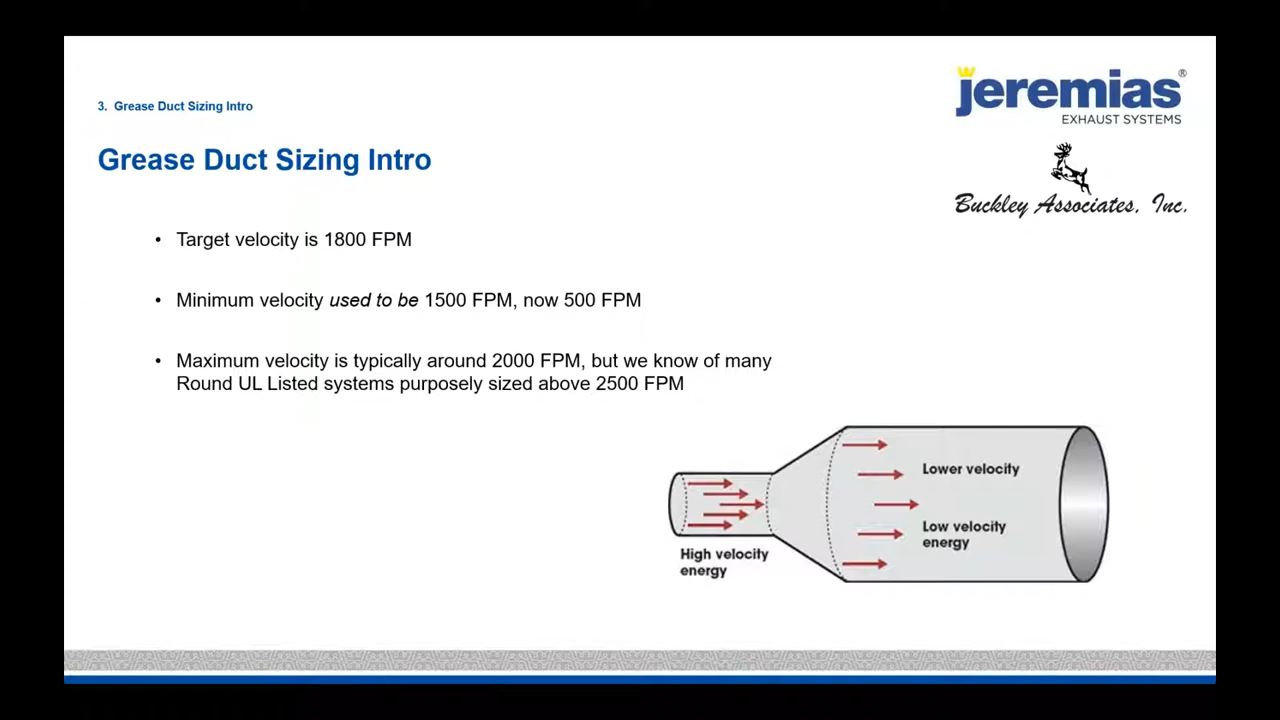 3. Grease Duct Sizing Intro
jeremias®
EXHAUST SYSTEMS
Grease Duct Sizing Intro
Buckley Associates, Inc.
• Target velocity is 1800 FPM
• Minimum velocity used to be 1500 FPM, now 500 FPM
• Maximum velocity is typically around 2000 FPM, but we know of many
Round UL Listed systems purposely sized above 2500 FPM
Lower velocity
Low velocity
energy
High velocity
energy